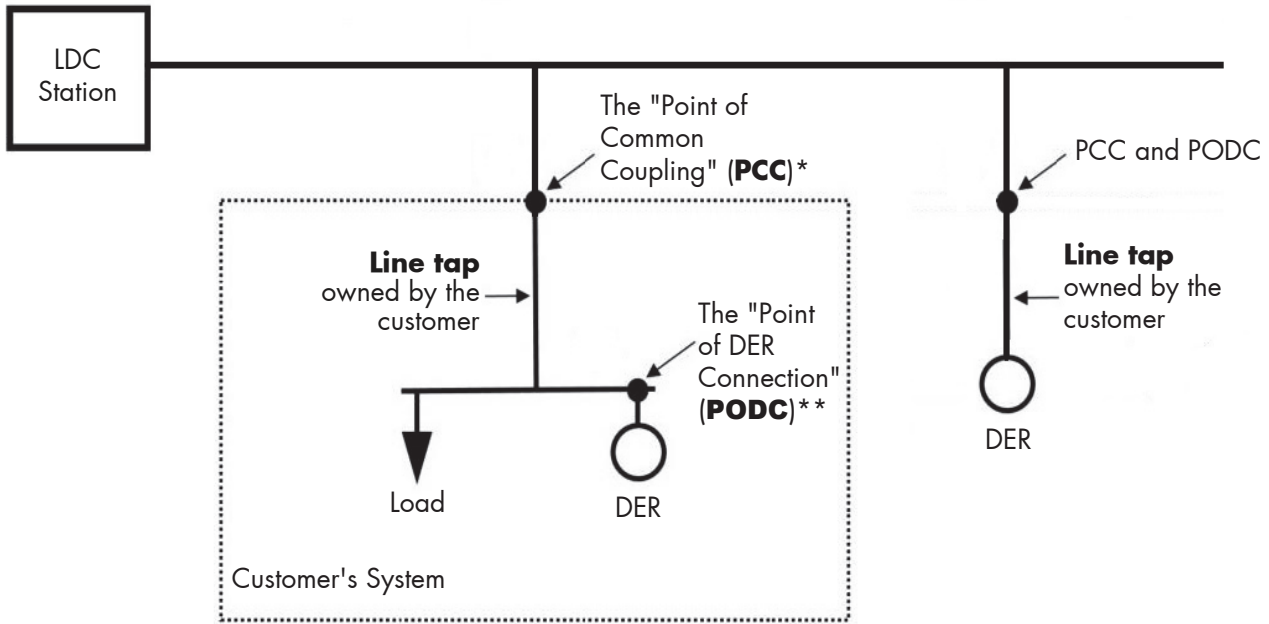 LDC
Station
The "Point of
Common
Coupling" (PCC)*
PCC and PODC
Line tap
owned by the
customer
The "Point
of DER
Connection"
(PODC)**
Line tap
owned by the
customer
DER
Load
DER
Customer's System